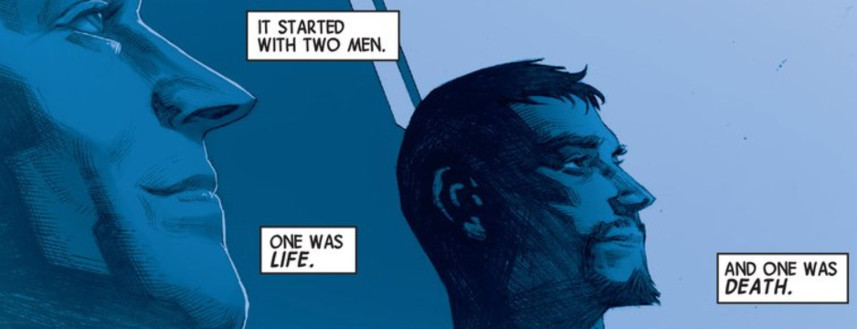 IT STARTED
WITH TWO MEN.
ONE WAS
LIFE.
AND ONE WAS
DEATH.